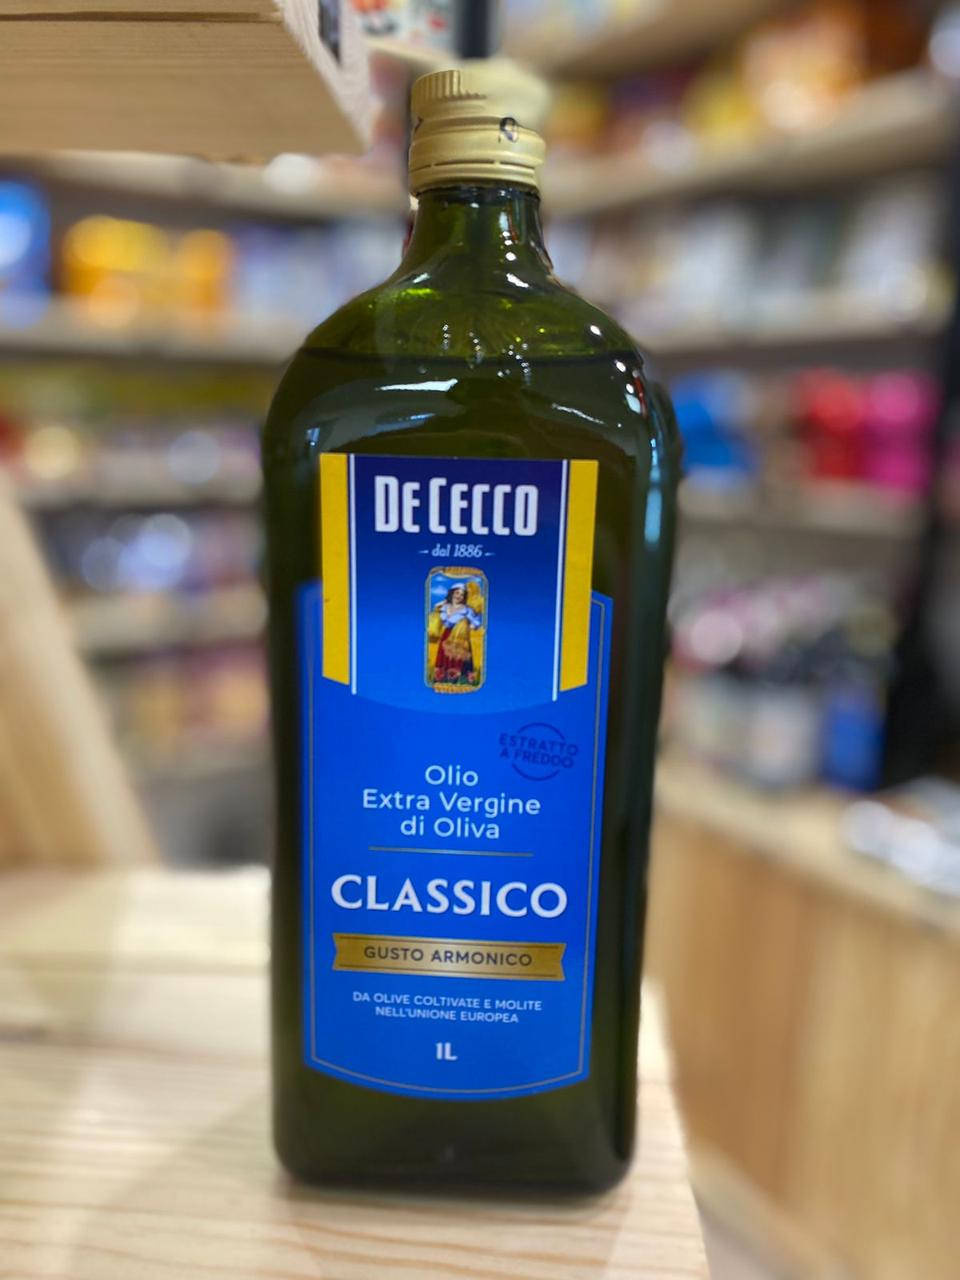 DE CECCO
dal 1886
ESTRATTO
A FREDDO
Olio
Extra Vergine
di Oliva
CLASSICO
GUSTO ARMONICO
DA OLIVE COLTIVATE E MOLITE
NELL'UNIONE EUROPEA
1L